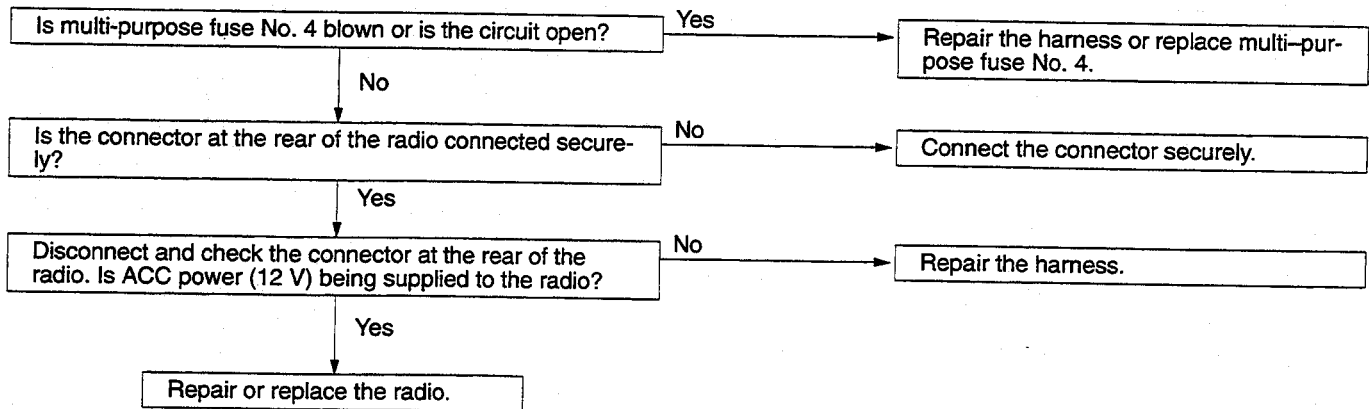 Is multi-purpose fuse No. 4 blown or is the circuit open?
Yes
Repair the harness or replace multi–pur-
pose fuse No. 4.
No
Is the connector at the rear of the radio connected secure-
ly?
No
Connect the connector securely.
Yes
Disconnect and check the connector at the rear of the
radio. Is ACC power (12 V) being supplied to the radio?
No
Repair the harness.
Yes
Repair or replace the radio.